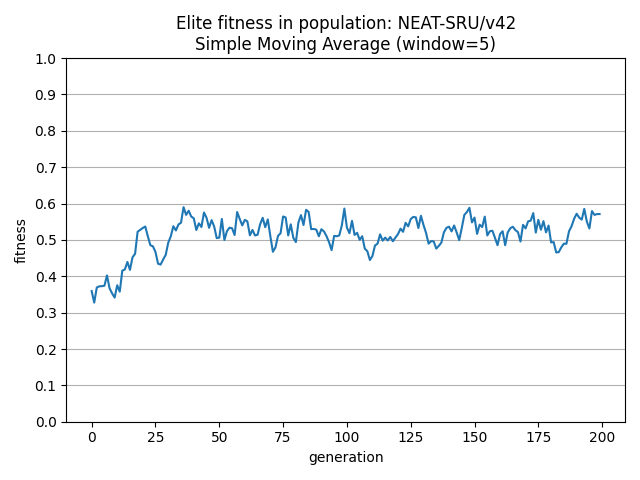 Elite fitness in population: NEAT-SRU/v42
Simple Moving Average (window=5)
1.0
0.9
0.8
0.7
0.6
0.5
0.4
0.3
0.2
0.1
0.0
fitness
0 25 50 75 100 125 150 175 200
generation